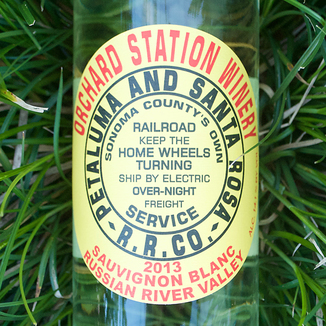 ORCHARD STATION WINERY
PETALUMA AND SANTA ROSA
- R.R.CO. -
SONOMA COUNTY'S OWN
RAILROAD
KEEP THE
HOME WHEELS
TURNING
SHIP BY ELECTRIC
OVER-NIGHT
FREIGHT
SERVICE
2013
SAUVIGNON BLANC
RUSSIAN RIVER VALLEY